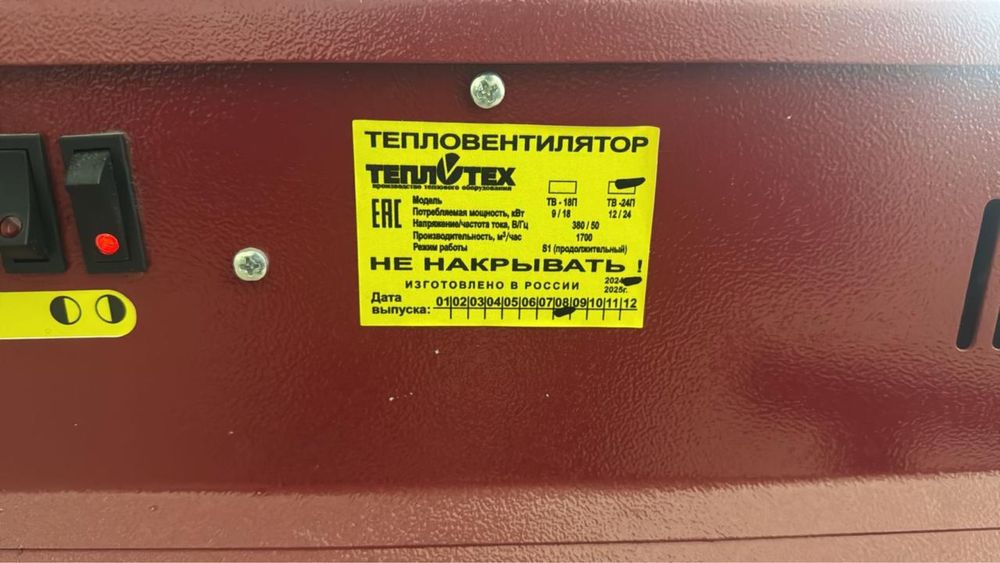 ТЕПЛОВЕНТИЛЯТОР
ТЕПЛОТЕХ
производство теплового оборудования
Модель ТВ - 18П ТВ -24П
Потребляемая мощность, кВт 9 / 18 12 / 24
Напряжение/частота тока, В/Гц 380 / 50
Производительность, м³/час 1700
Режим работы S1 (продолжительный)
ЕАС
НЕ НАКРЫВАТЬ !
ИЗГОТОВЛЕНО В РОССИИ 2024
2025г.
Дата
выпуска: 01|02|03|04|05|06|07|08|09|10|11|12